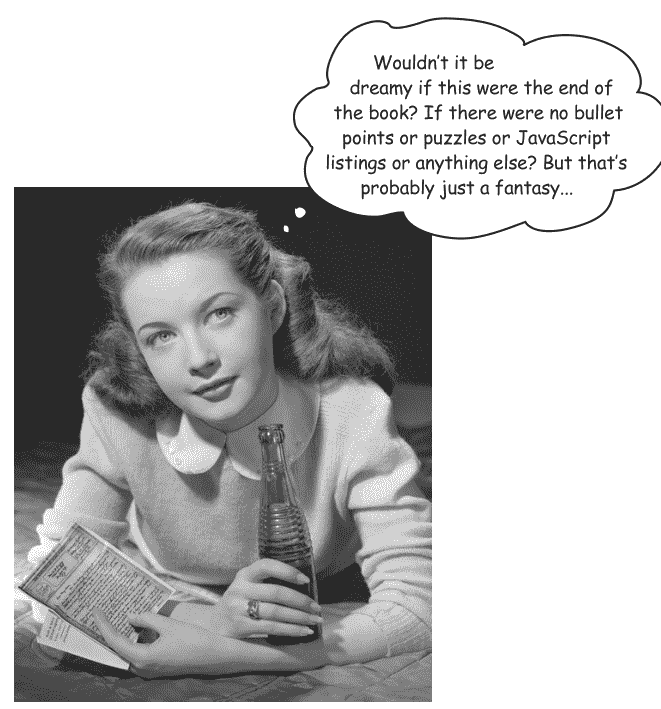 Wouldn't it be
dreamy if this were the end of
the book? If there were no bullet
points or puzzles or JavaScript
listings or anything else? But that's
probably just a fantasy...